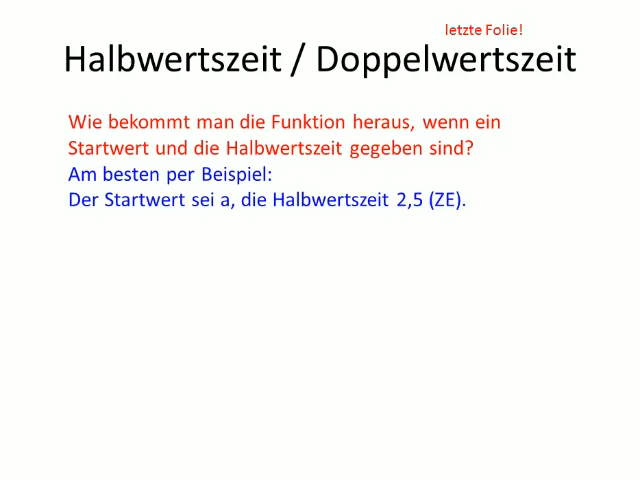 letzte Folie!
Halbwertszeit / Doppelwertszeit
Wie bekommt man die Funktion heraus, wenn ein
Startwert und die Halbwertszeit gegeben sind?
Am besten per Beispiel:
Der Startwert sei a, die Halbwertszeit 2,5 (ZE).